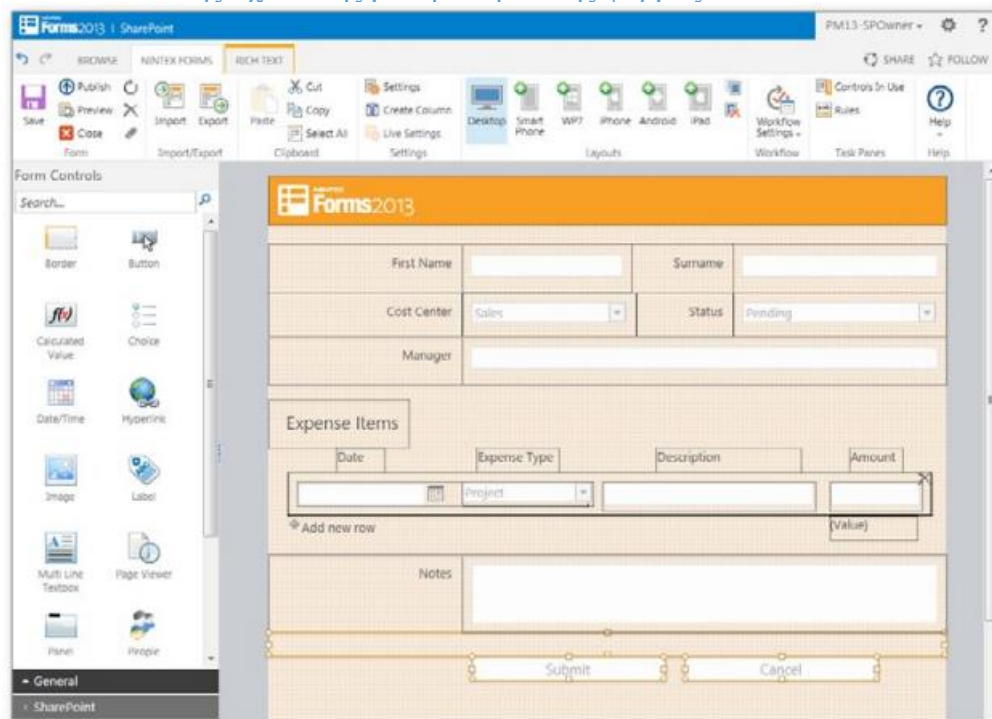 Forms2013 | SharePoint
PM13-SPOwner
?
BROWSE NINTEX FORMS RICH TEXT
SHARE FOLLOW
Save
Publish
Preview
Close
Form
Import Export
Import/Export
Paste
Cut
Copy
Select All
Clipboard
Settings
Create Column
Live Settings
Settings
Desktop Smart Phone WP7 iPhone Android iPad
Layouts
Workflow Settings
Workflow
Controls In Use
Rules
Task Panes
Help
Help
Form Controls
Search...
Border Button
Calculated Value Choice
Date/Time Hyperlink
Image Label
Multi Line Textbox Page Viewer
Panel People
General
SharePoint
NINTEX
Forms2013
First Name Surname
Cost Center Sales Status Pending
Manager
Expense Items
Date Expense Type Description Amount
Project
Add new row (Value)
Notes
Submit Cancel